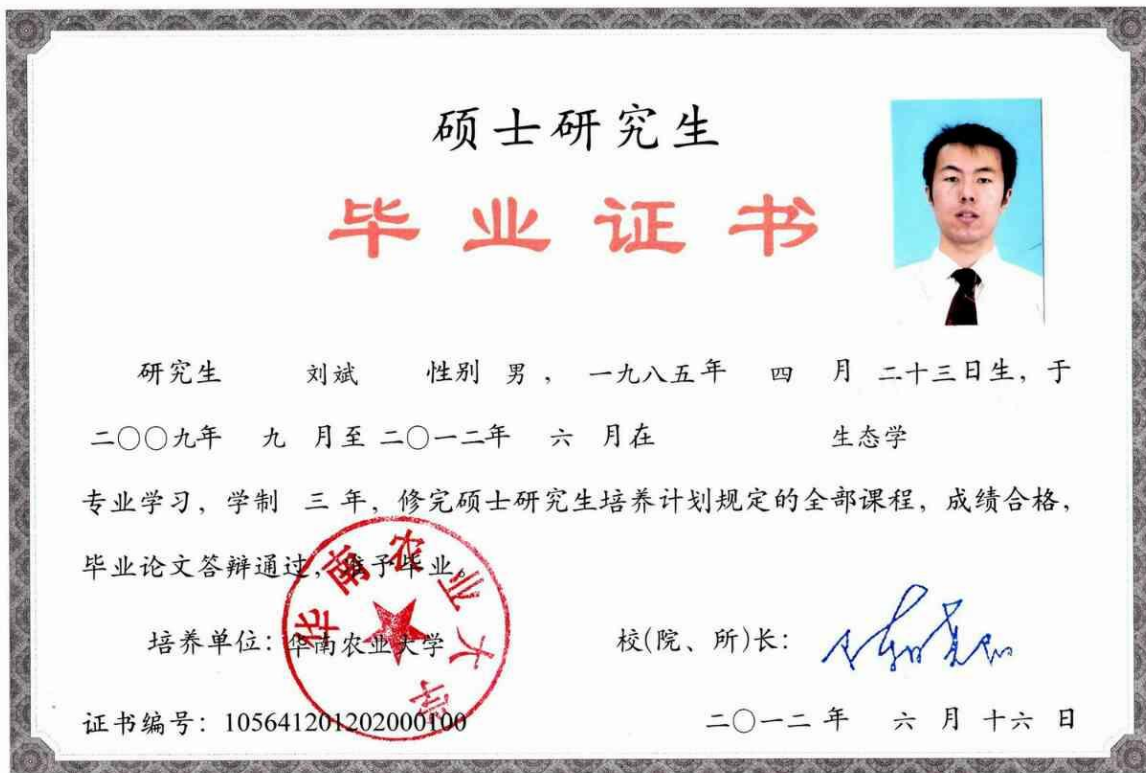 硕士研究生
毕业证书
研究生 刘斌 性别 男， 一九八五年 四 月 二十三日生，于
二〇〇九年 九 月至 二〇一二年 六 月在 生态学
专业学习，学制 三 年，修完硕士研究生培养计划规定的全部课程，成绩合格，
毕业论文答辩通过，准予毕业。
华南农业大学
培养单位：华南农业大学 校(院、所)长：
证书编号：105641201202000100 二〇一二 年 六 月 十六 日